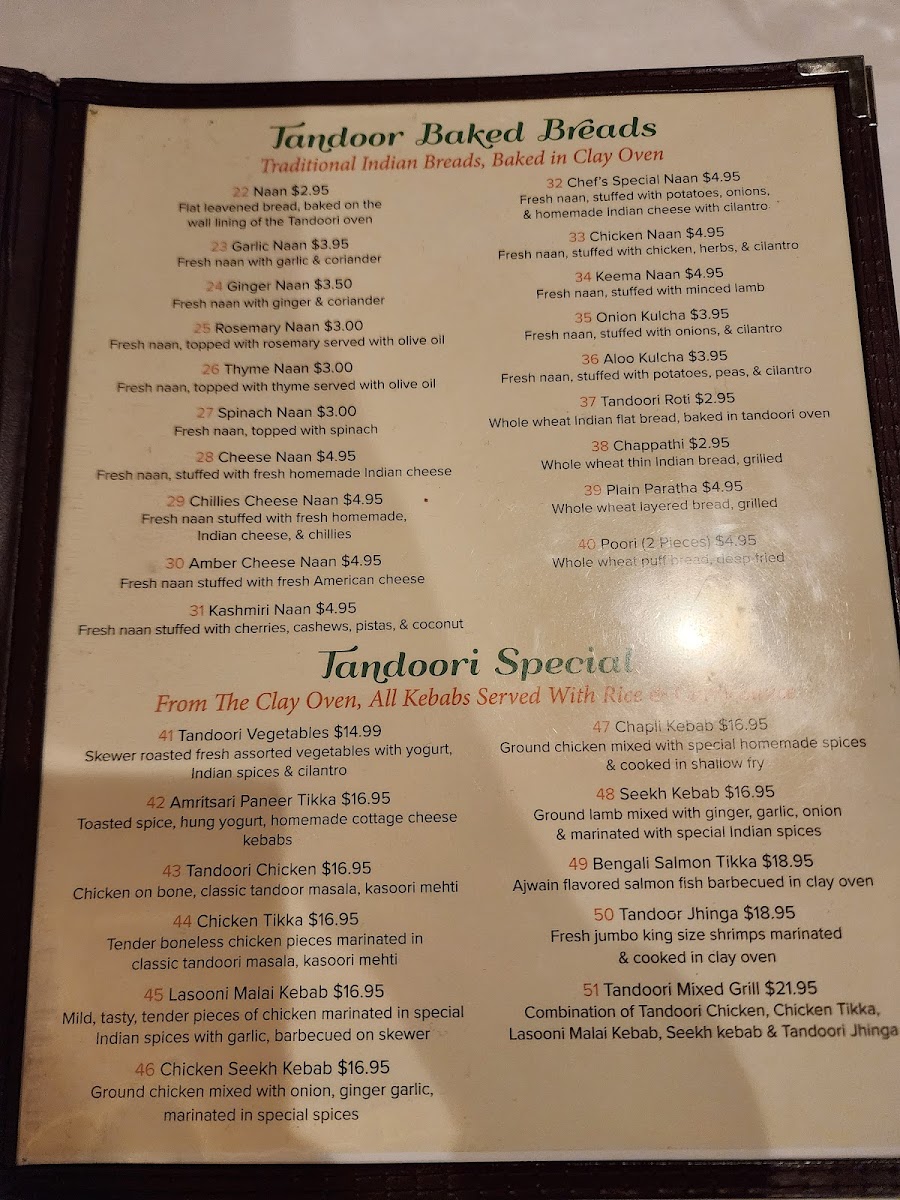 Tandoor Baked Breads
Traditional Indian Breads, Baked in Clay Oven
22 Naan $2.95
Flat leavened bread, baked on the
wall lining of the Tandoori oven
23 Garlic Naan $3.95
Fresh naan with garlic & coriander
24 Ginger Naan $3.50
Fresh naan with ginger & coriander
25 Rosemary Naan $3.00
Fresh naan, topped with rosemary served with olive oil
26 Thyme Naan $3.00
Fresh naan, topped with thyme served with olive oil
27 Spinach Naan $3.00
Fresh naan, topped with spinach
28 Cheese Naan $4.95
Fresh naan, stuffed with fresh homemade Indian cheese
29 Chillies Cheese Naan $4.95
Fresh naan stuffed with fresh homemade,
Indian cheese, & chillies
30 Amber Cheese Naan $4.95
Fresh naan stuffed with fresh American cheese
31 Kashmiri Naan $4.95
Fresh naan stuffed with cherries, cashews, pistas, & coconut
32 Chef's Special Naan $4.95
Fresh naan, stuffed with potatoes, onions,
& homemade Indian cheese with cilantro
33 Chicken Naan $4.95
Fresh naan, stuffed with chicken, herbs, & cilantro
34 Keema Naan $4.95
Fresh naan, stuffed with minced lamb
35 Onion Kulcha $3.95
Fresh naan, stuffed with onions, & cilantro
36 Aloo Kulcha $3.95
Fresh naan, stuffed with potatoes, peas, & cilantro
37 Tandoori Roti $2.95
Whole wheat Indian flat bread, baked in tandoori oven
38 Chappathi $2.95
Whole wheat thin Indian bread, grilled
39 Plain Paratha $4.95
Whole wheat layered bread, grilled
40 Poori (2 Pieces) $4.95
Whole wheat puff bread, deep-fried
Tandoori Special
From The Clay Oven, All Kebabs Served With Rice &
41 Tandoori Vegetables $14.99
Skewer roasted fresh assorted vegetables with yogurt,
Indian spices & cilantro
42 Amritsari Paneer Tikka $16.95
Toasted spice, hung yogurt, homemade cottage cheese
kebabs
43 Tandoori Chicken $16.95
Chicken on bone, classic tandoor masala, kasoori mehti
44 Chicken Tikka $16.95
Tender boneless chicken pieces marinated in
classic tandoori masala, kasoori mehti
45 Lasooni Malai Kebab $16.95
Mild, tasty, tender pieces of chicken marinated in special
Indian spices with garlic, barbecued on skewer
46 Chicken Seekh Kebab $16.95
Ground chicken mixed with onion, ginger garlic,
marinated in special spices
47 Chapli Kebab $16.95
Ground chicken mixed with special homemade spices
& cooked in shallow fry
48 Seekh Kebab $16.95
Ground lamb mixed with ginger, garlic, onion
& marinated with special Indian spices
49 Bengali Salmon Tikka $18.95
Ajwain flavored salmon fish barbecued in clay oven
50 Tandoor Jhinga $18.95
Fresh jumbo king size shrimps marinated
& cooked in clay oven
51 Tandoori Mixed Grill $21.95
Combination of Tandoori Chicken, Chicken Tikka,
Lasooni Malai Kebab, Seekh kebab & Tandoori Jhinga